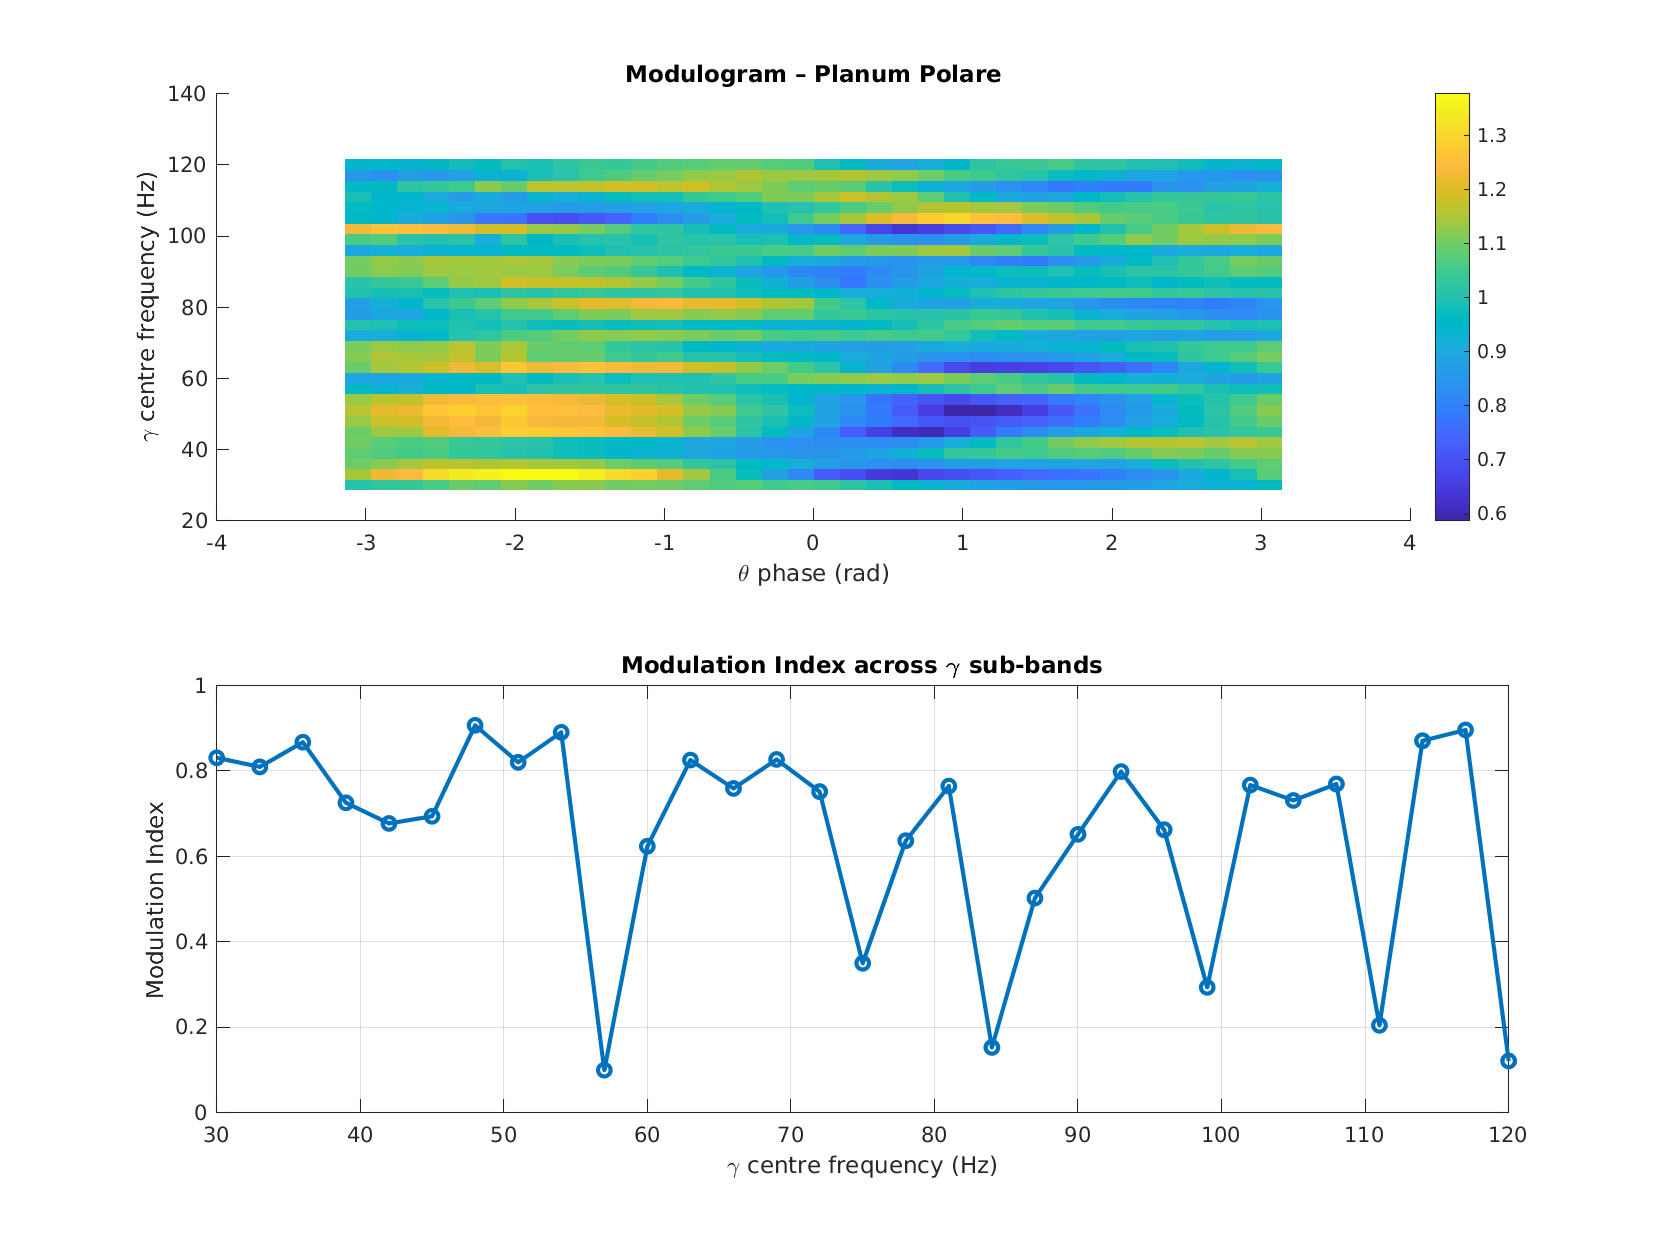 Modulogram – Planum Polare
140
120
100
80
60
40
20
γ centre frequency (Hz)
-4 -3 -2 -1 0 1 2 3 4
θ phase (rad)
1.3
1.2
1.1
1
0.9
0.8
0.7
0.6
Modulation Index across γ sub-bands
1
0.8
0.6
0.4
0.2
0
Modulation Index
30 40 50 60 70 80 90 100 110 120
γ centre frequency (Hz)